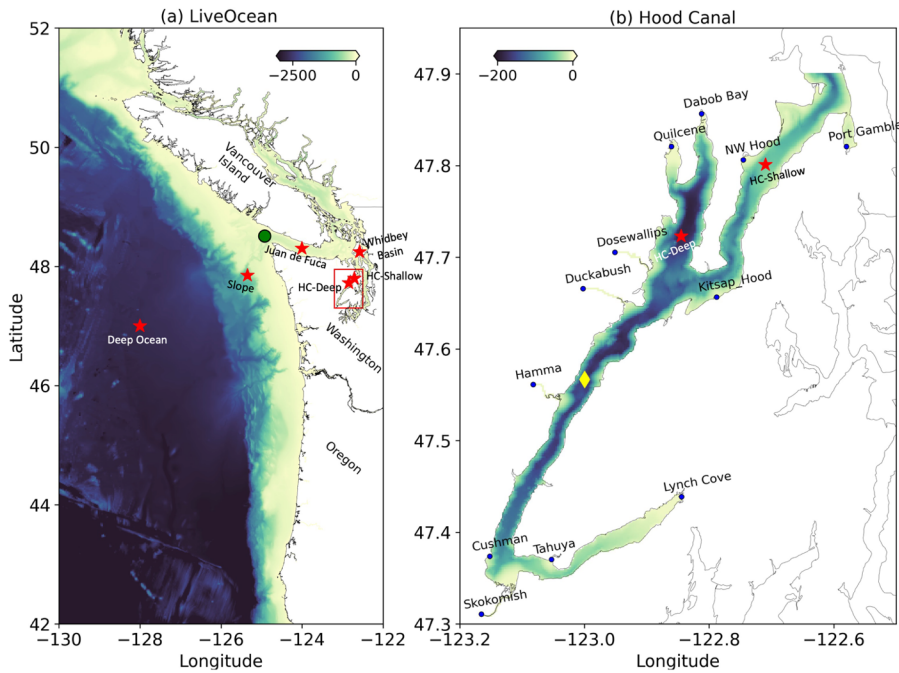 (a) LiveOcean
52
50
48
46
44
42
−130
−128
−126
−124
−122
Latitude
Longitude
−2500
0
Vancouver
Island
Juan de Fuca
Whidbey
Basin
HC-Shallow
HC-Deep
Slope
Deep Ocean
Washington
Oregon
(b) Hood Canal
47.9
47.8
47.7
47.6
47.5
47.4
47.3
−123.2
−123.0
−122.8
−122.6
Longitude
−200
0
Dabob Bay
Quilcene
NW Hood
Port Gamble
HC-Shallow
Dosewallips
HC-Deep
Duckabush
Kitsap_Hood
Hamma
Lynch Cove
Cushman
Tahuya
Skokomish